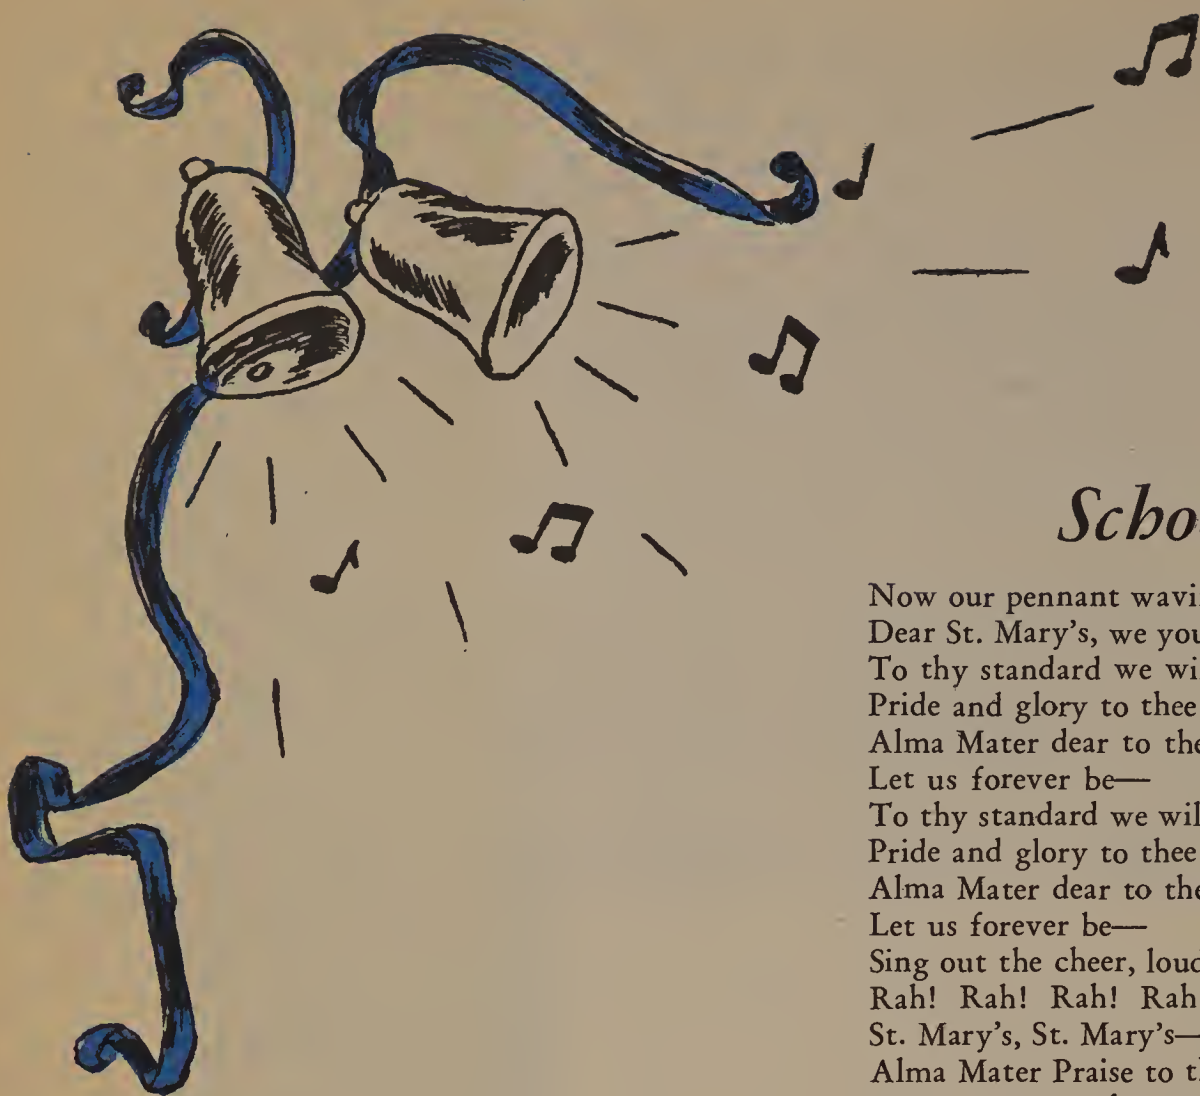 Scho
Now our pennant wavi
Dear St. Mary's, we you
To thy standard we wi
Pride and glory to thee
Alma Mater dear to the
Let us forever be—
To thy standard we wil
Pride and glory to thee
Alma Mater dear to the
Let us forever be—
Sing out the cheer, loud
Rah! Rah! Rah! Rah
St. Mary's, St. Mary's—
Alma Mater Praise to t